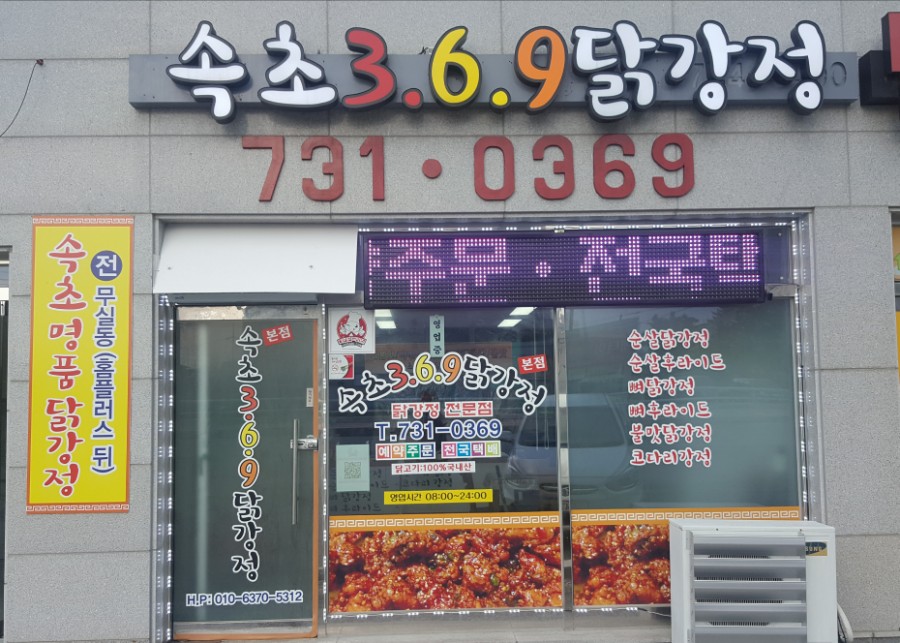 속초3.6.9닭강정
731·0369
주문·전국택
속초명품닭강정
전 무실동(홈플러스 뒤)
본점
속초3.6.9닭강정
H.P: 010-6370-5312
영업중
본점
속초3.6.9닭강정
닭강정 전문점
T.731-0369
예약주문 전국택배
닭고기:100%국내산
영업시간 08:00~24:00
순살닭강정
순살후라이드
뼈닭강정
뼈후라이드
불맛닭강정
코다리강정